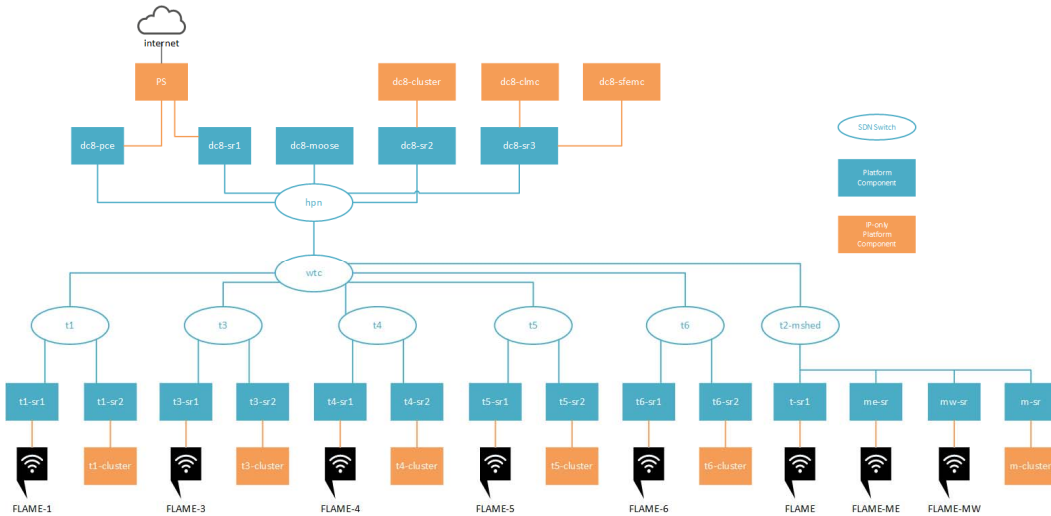 internet
PS
dc8-cluster
dc8-clmc
dc8-sfemc
dc8-pce
dc8-sr1
dc8-moose
dc8-sr2
dc8-sr3
SDN Switch
Platform
Component
IP-only
Platform
Component
hpn
wtc
t1
t3
t4
t5
t6
t2-mshed
t1-sr1
t1-sr2
t3-sr1
t3-sr2
t4-sr1
t4-sr2
t5-sr1
t5-sr2
t6-sr1
t6-sr2
t-sr1
me-sr
mw-sr
m-sr
t1-cluster
t3-cluster
t4-cluster
t5-cluster
t6-cluster
m-cluster
FLAME-1
FLAME-3
FLAME-4
FLAME-5
FLAME-6
FLAME
FLAME-ME
FLAME-MW